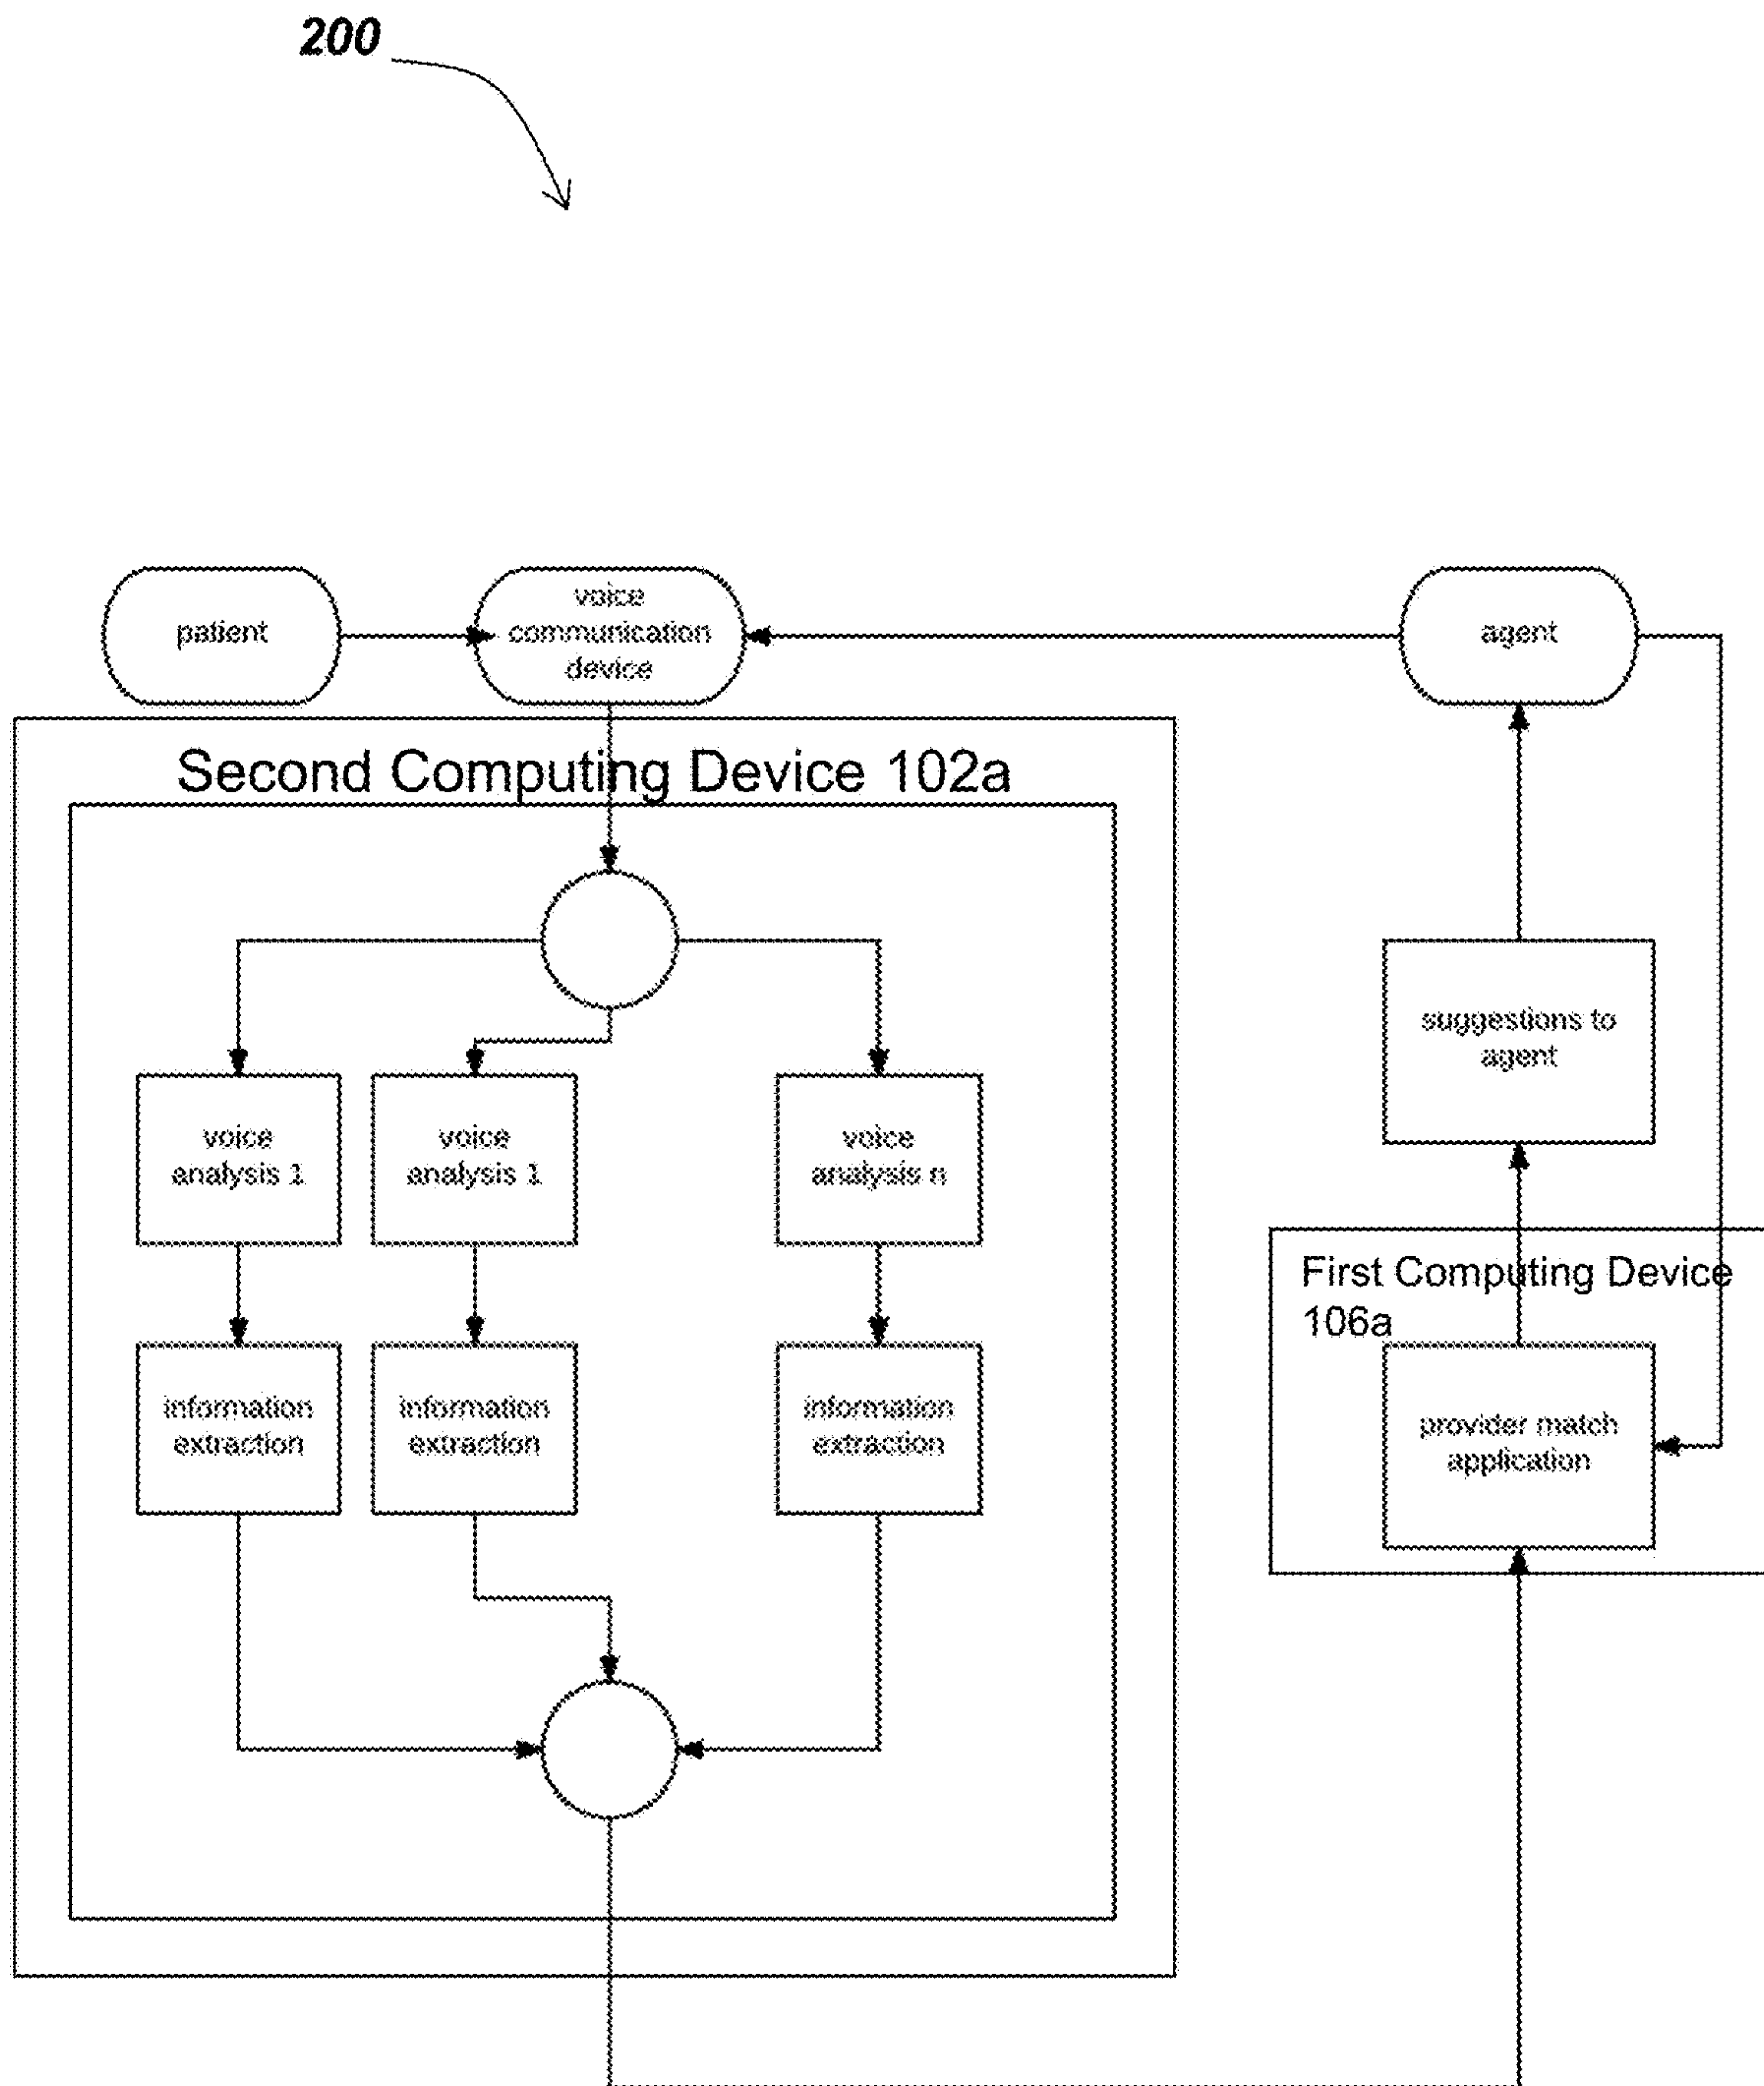 200
patient
voice
communication
device
agent
Second Computing Device 102a
suggestions to
agent
voice
analysis 1
voice
analysis 1
voice
analysis n
First Computing Device
106a
information
extraction
information
extraction
information
extraction
provider match
application